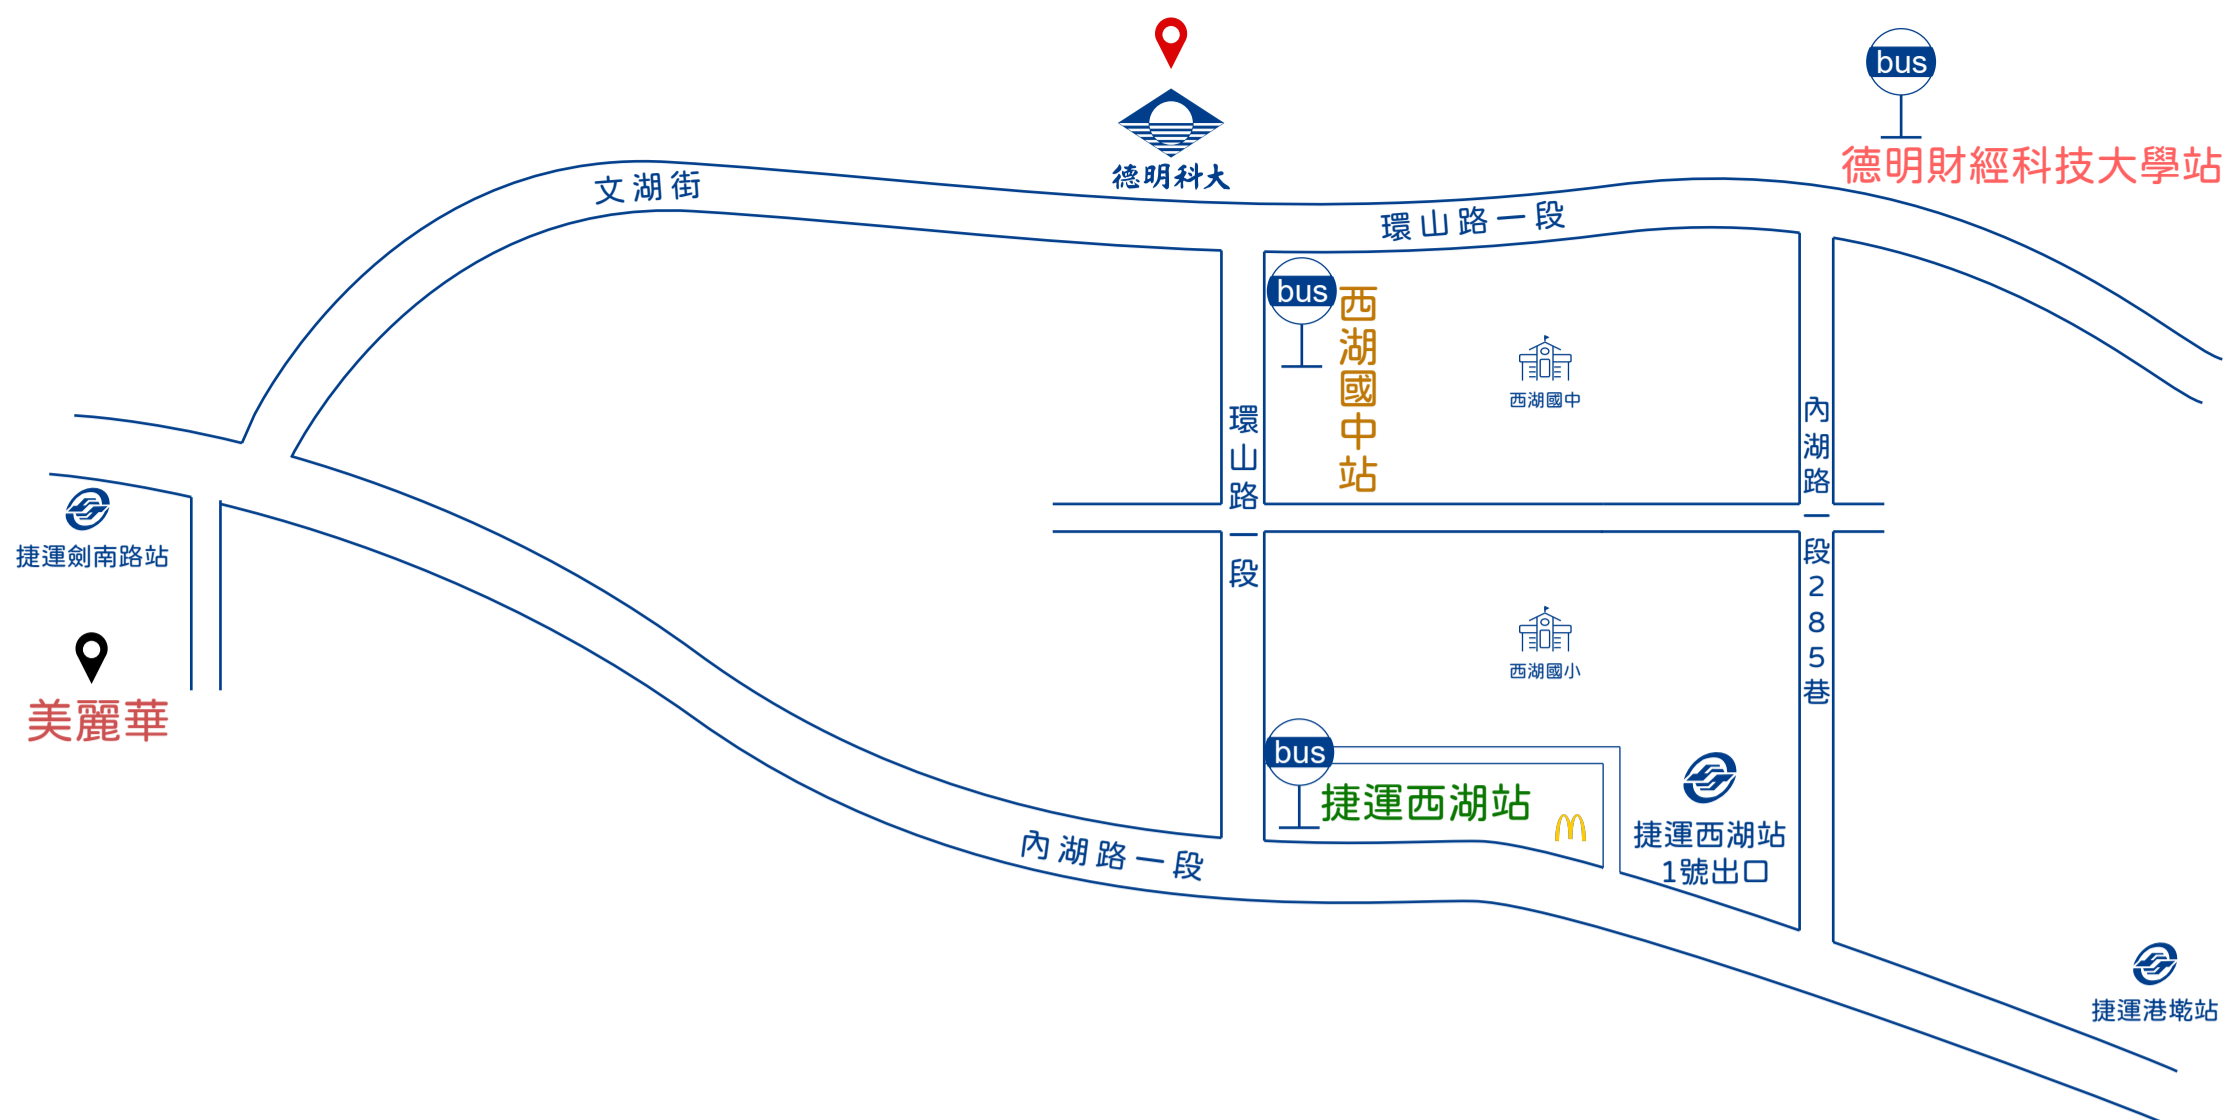 bus
德明財經科技大學站
德明科大
文湖街
環山路一段
bus
西湖國中站
西湖國中
環山路一段
內湖路一段285巷
捷運劍南路站
美麗華
西湖國小
bus
捷運西湖站
捷運西湖站
1號出口
內湖路一段
捷運港墘站